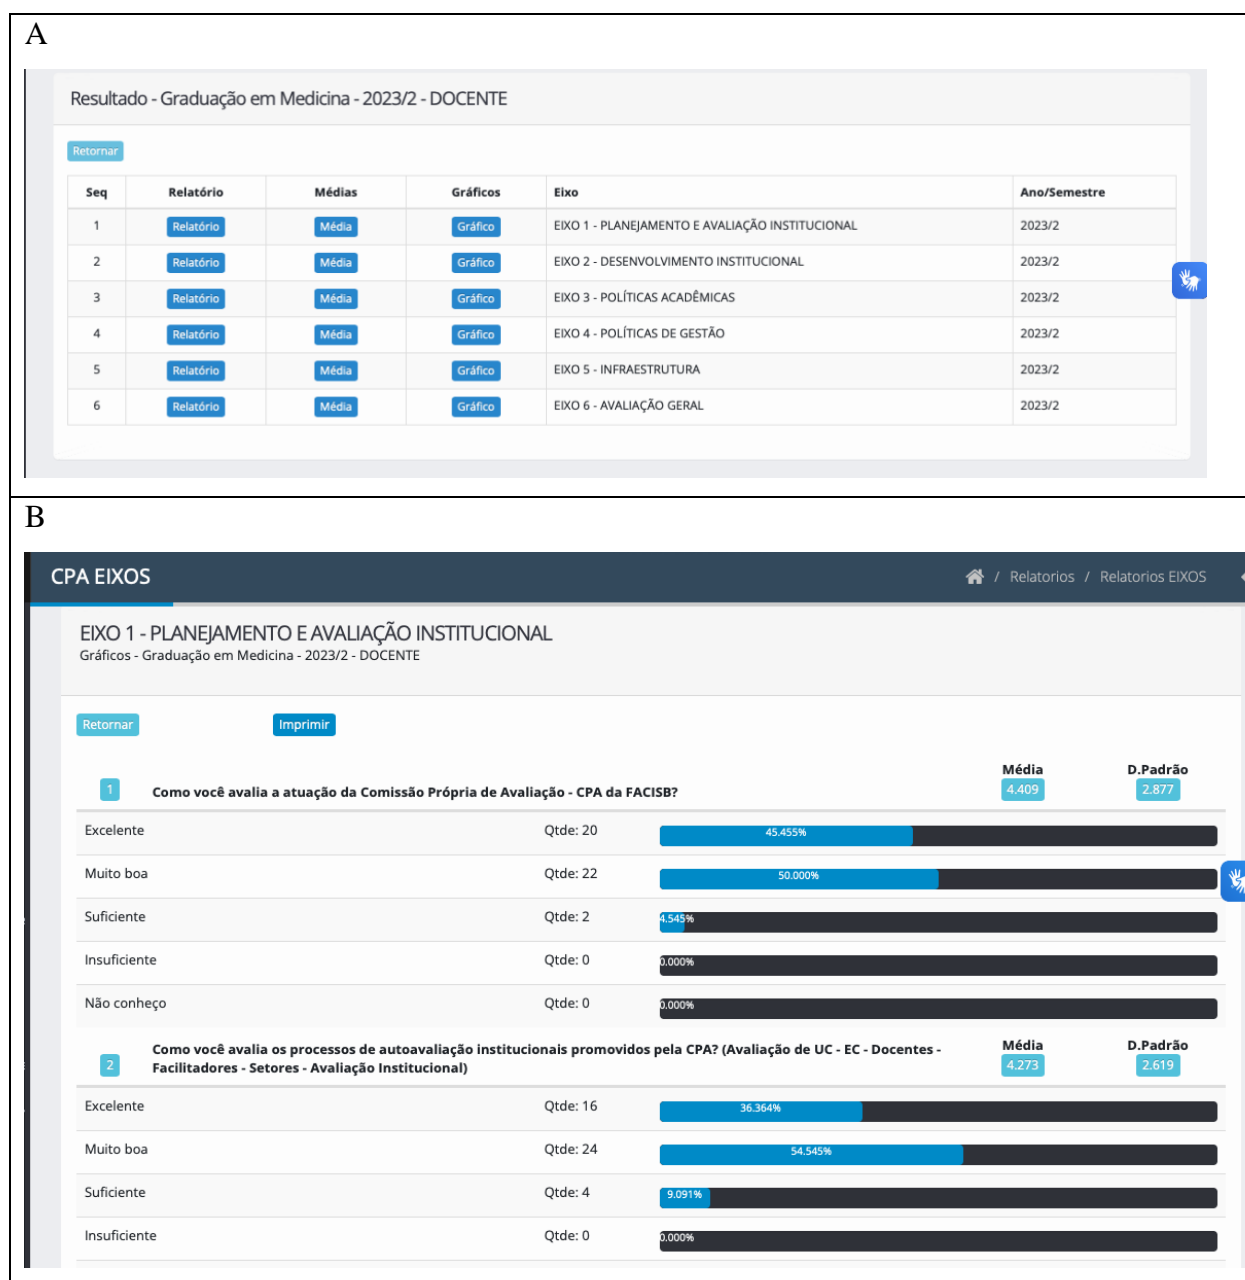 A
Resultado - Graduação em Medicina - 2023/2 - DOCENTE
Retornar
Seq Relatório Médias Gráficos Eixo Ano/Semestre
1 Relatório Média Gráfico EIXO 1 - PLANEJAMENTO E AVALIAÇÃO INSTITUCIONAL 2023/2
2 Relatório Média Gráfico EIXO 2 - DESENVOLVIMENTO INSTITUCIONAL 2023/2
3 Relatório Média Gráfico EIXO 3 - POLÍTICAS ACADÊMICAS 2023/2
4 Relatório Média Gráfico EIXO 4 - POLÍTICAS DE GESTÃO 2023/2
5 Relatório Média Gráfico EIXO 5 - INFRAESTRUTURA 2023/2
6 Relatório Média Gráfico EIXO 6 - AVALIAÇÃO GERAL 2023/2
B
CPA EIXOS / Relatorios / Relatorios EIXOS
EIXO 1 - PLANEJAMENTO E AVALIAÇÃO INSTITUCIONAL
Gráficos - Graduação em Medicina - 2023/2 - DOCENTE
Retornar Imprimir
Média D.Padrão
1 Como você avalia a atuação da Comissão Própria de Avaliação - CPA da FACISB? 4.409 2.877
Excelente Qtde: 20 45.455%
Muito boa Qtde: 22 50.000%
Suficiente Qtde: 2 4.545%
Insuficiente Qtde: 0 0.000%
Não conheço Qtde: 0 0.000%
Como você avalia os processos de autoavaliação institucionais promovidos pela CPA? (Avaliação de UC - EC - Docentes - Média D.Padrão
2 Facilitadores - Setores - Avaliação Institucional) 4.273 2.619
Excelente Qtde: 16 36.364%
Muito boa Qtde: 24 54.545%
Suficiente Qtde: 4 9.091%
Insuficiente Qtde: 0 0.000%